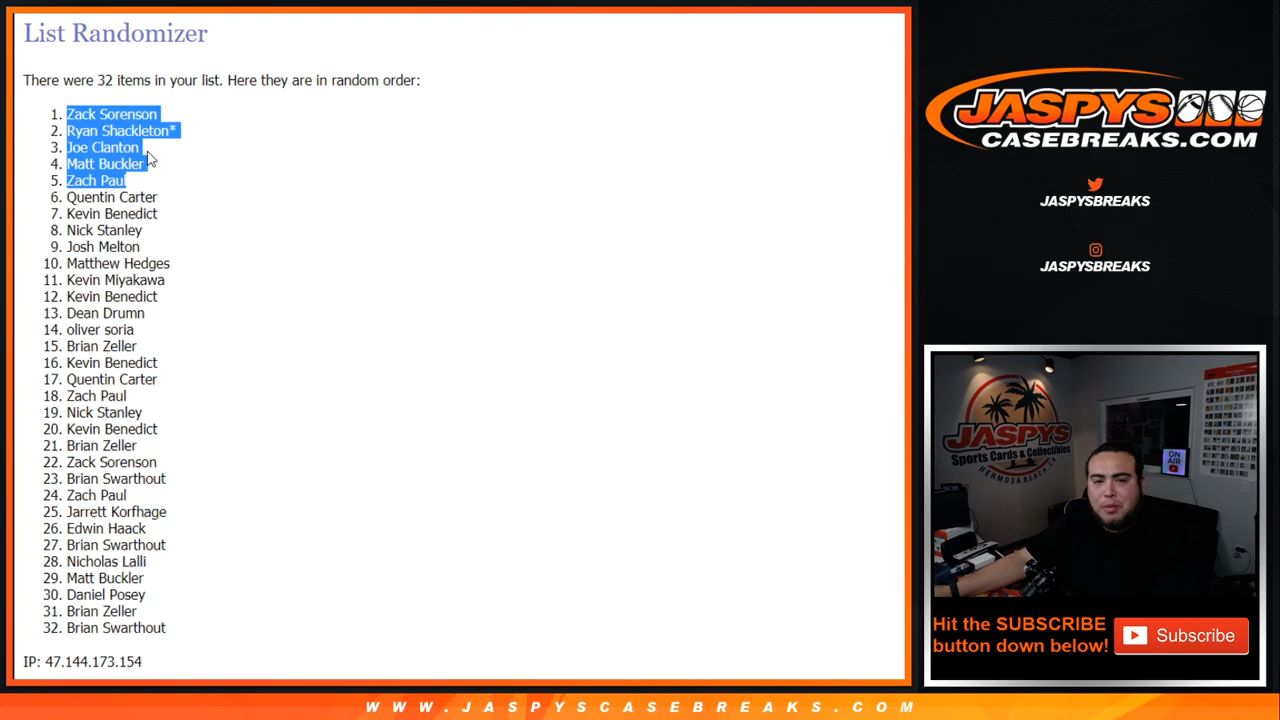 List Randomizer
There were 32 items in your list. Here they are in random order:
1. Zack Sorenson
2. Ryan Shackleton*
3. Joe Clanton
4. Matt Buckler
5. Zach Paul
6. Quentin Carter
7. Kevin Benedict
8. Nick Stanley
9. Josh Melton
10. Matthew Hedges
11. Kevin Miyakawa
12. Kevin Benedict
13. Dean Drumn
14. oliver soria
15. Brian Zeller
16. Kevin Benedict
17. Quentin Carter
18. Zach Paul
19. Nick Stanley
20. Kevin Benedict
21. Brian Zeller
22. Zack Sorenson
23. Brian Swarthout
24. Zach Paul
25. Jarrett Korfhage
26. Edwin Haack
27. Brian Swarthout
28. Nicholas Lalli
29. Matt Buckler
30. Daniel Posey
31. Brian Zeller
32. Brian Swarthout
IP: 47.144.173.154
JASPYS
CASEBREAKS.COM
JASPYSBREAKS
JASPYSBREAKS
JASPYS
Sports Cards & Collectibles
HERMOSA BEACH CA
ON
AIR
Hit the SUBSCRIBE
button down below!
Subscribe
WWW.JASPYSCASEBREAKS.COM